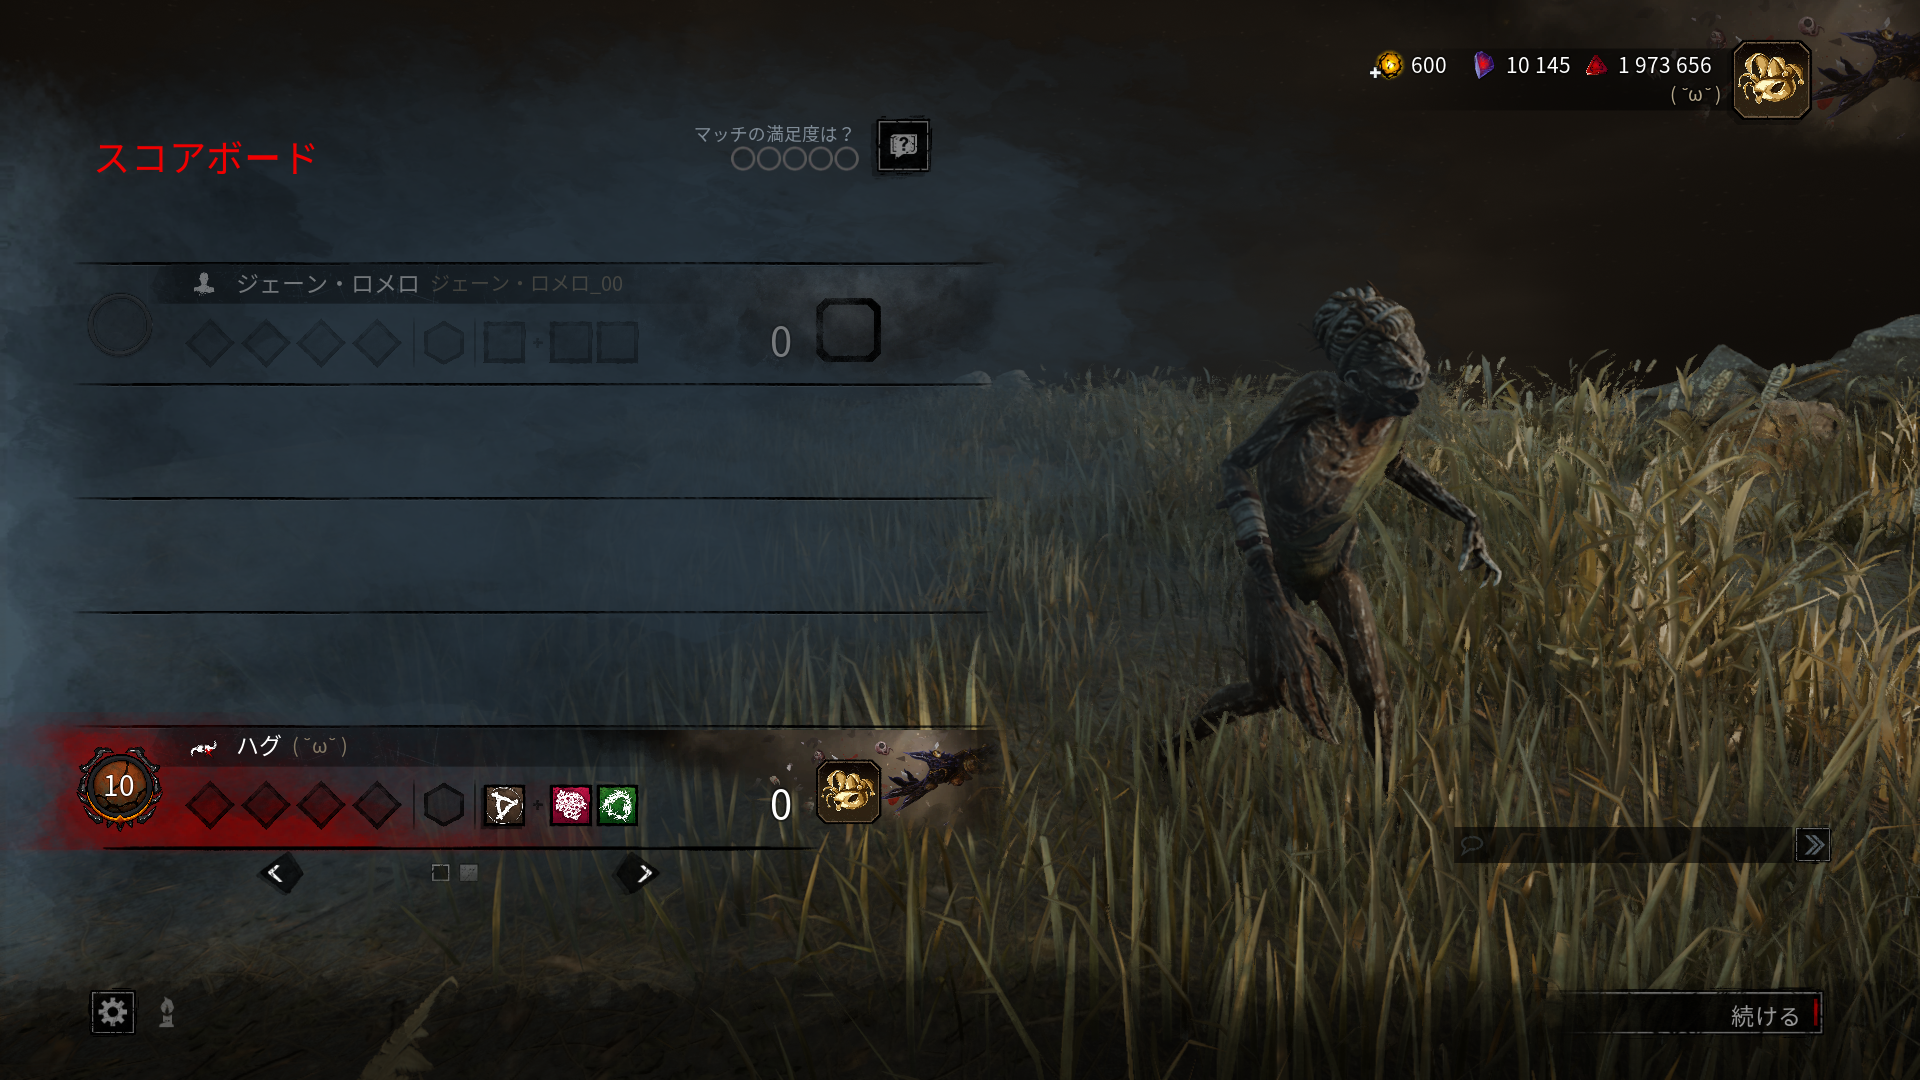 600 10 145 1 973 656
( ˘ω˘ )
マッチの満足度は？
スコアボード
ジェーン・ロメロ ジェーン・ロメロ_00
0
ハグ ( ˘ω˘ )
10
0
続ける